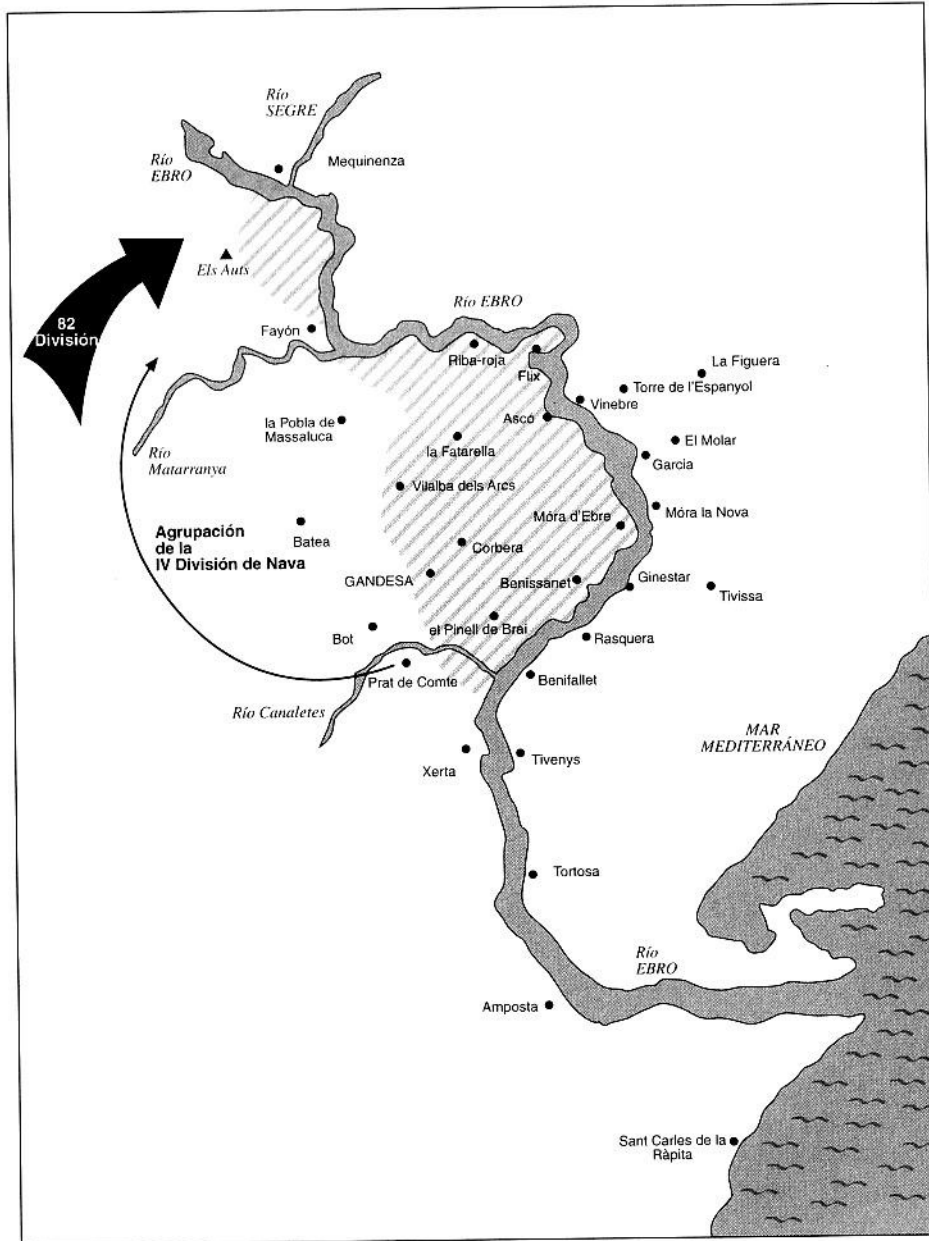 Río
SEGRE
Río
EBRO
Mequinenza
Els Auts
82
División
Río EBRO
Fayón
Riba-roja
Flix
La Figuera
Torre de l'Espanyol
Vinebre
la Pobla de
Massaluca
Ascó
la Fatarella
El Molar
Garcia
Río
Matarranya
Vilalba dels Arcs
Móra d'Ebre
Móra la Nova
Agrupación
de la
IV División de Nava
Batea
Corbera
GANDESA
Benissanet
Ginestar
Tivissa
Bot
el Pinell de Brai
Rasquera
Prat de Comte
Benifallet
Río Canaletes
MAR
MEDITERRÁNEO
Xerta
Tivenys
Tortosa
Río
EBRO
Amposta
Sant Carles de la
Ràpita